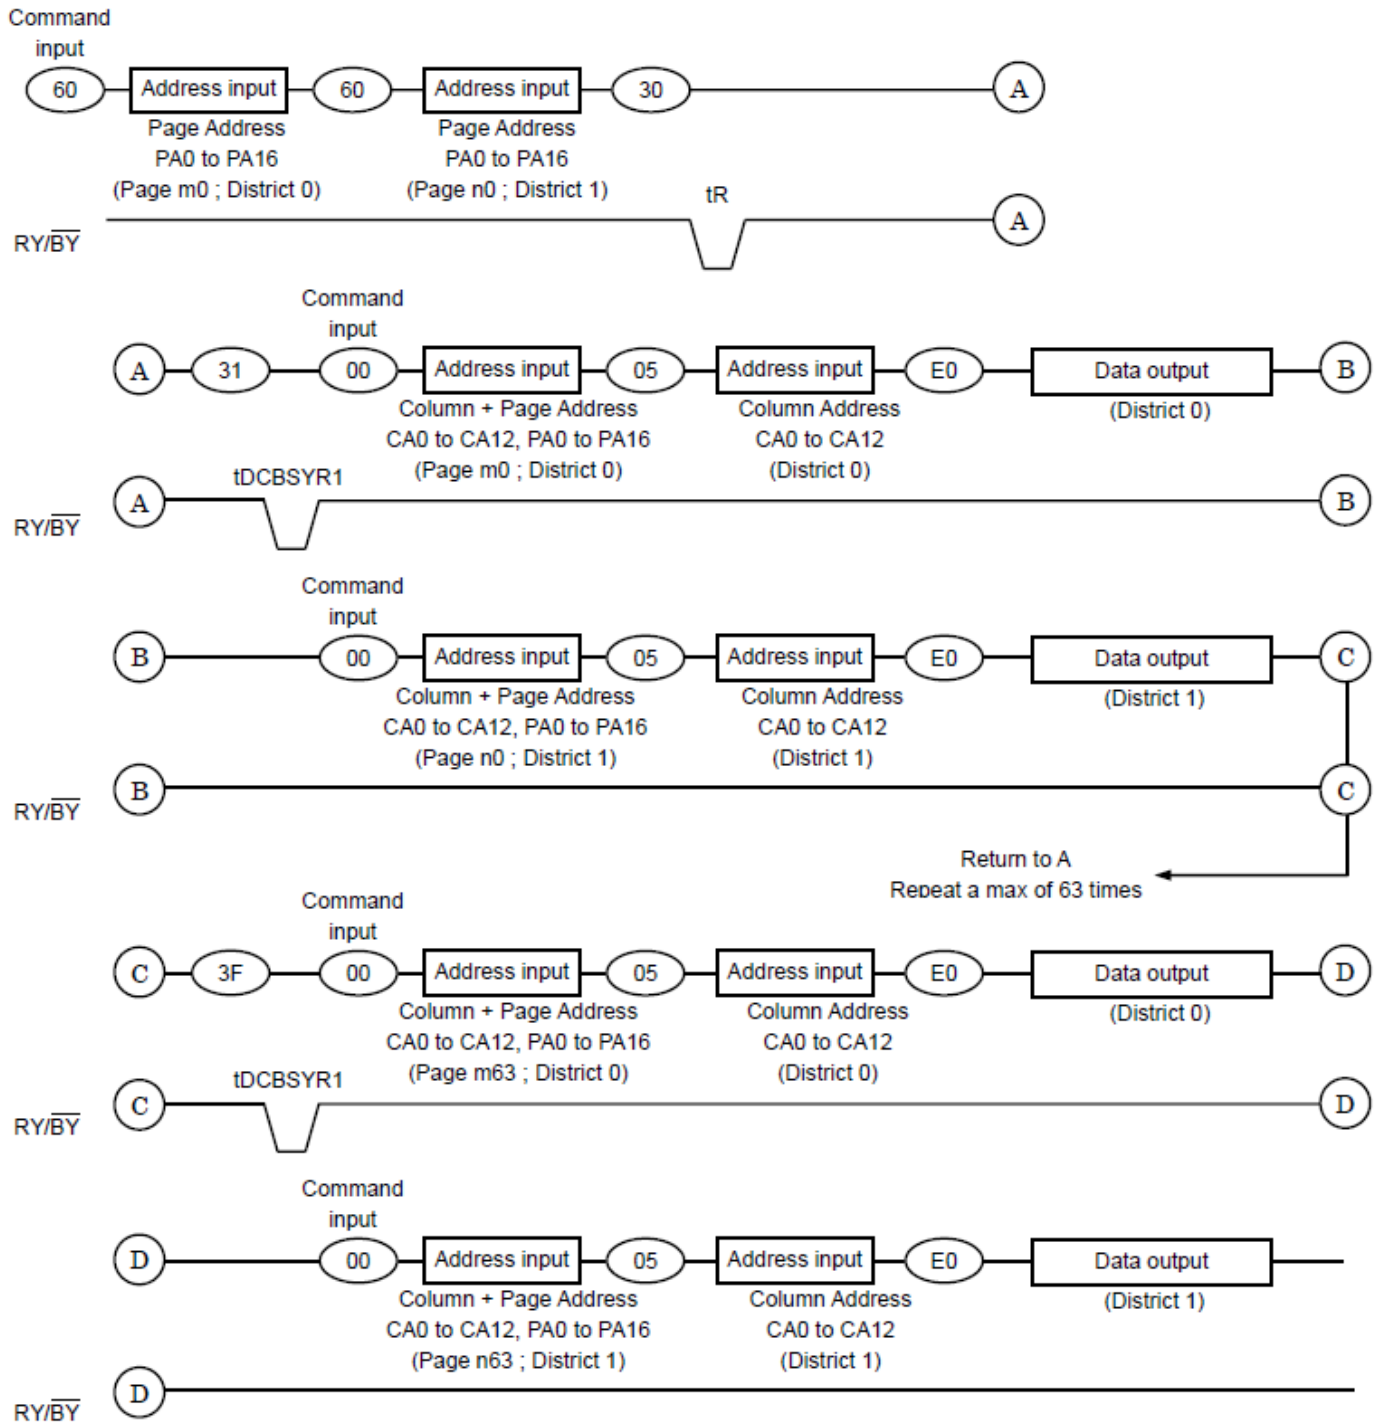 Command
input
60 Address input 60 Address input 30 A
Page Address Page Address
PA0 to PA16 PA0 to PA16
(Page m0 ; District 0) (Page n0 ; District 1)
tR
A
RY/BY
Command
input
A 31 00 Address input 05 Address input E0 Data output B
Column + Page Address Column Address (District 0)
CA0 to CA12, PA0 to PA16 CA0 to CA12
(Page m0 ; District 0) (District 0)
tDCBSYR1
A B
RY/BY
Command
input
B 00 Address input 05 Address input E0 Data output C
Column + Page Address Column Address (District 1)
CA0 to CA12, PA0 to PA16 CA0 to CA12
(Page n0 ; District 1) (District 1)
B C
RY/BY
Return to A
Repeat a max of 63 times
Command
input
C 3F 00 Address input 05 Address input E0 Data output D
Column + Page Address Column Address (District 0)
CA0 to CA12, PA0 to PA16 CA0 to CA12
(Page m63 ; District 0) (District 0)
tDCBSYR1
C D
RY/BY
Command
input
D 00 Address input 05 Address input E0 Data output
Column + Page Address Column Address (District 1)
CA0 to CA12, PA0 to PA16 CA0 to CA12
(Page n63 ; District 1) (District 1)
D
RY/BY